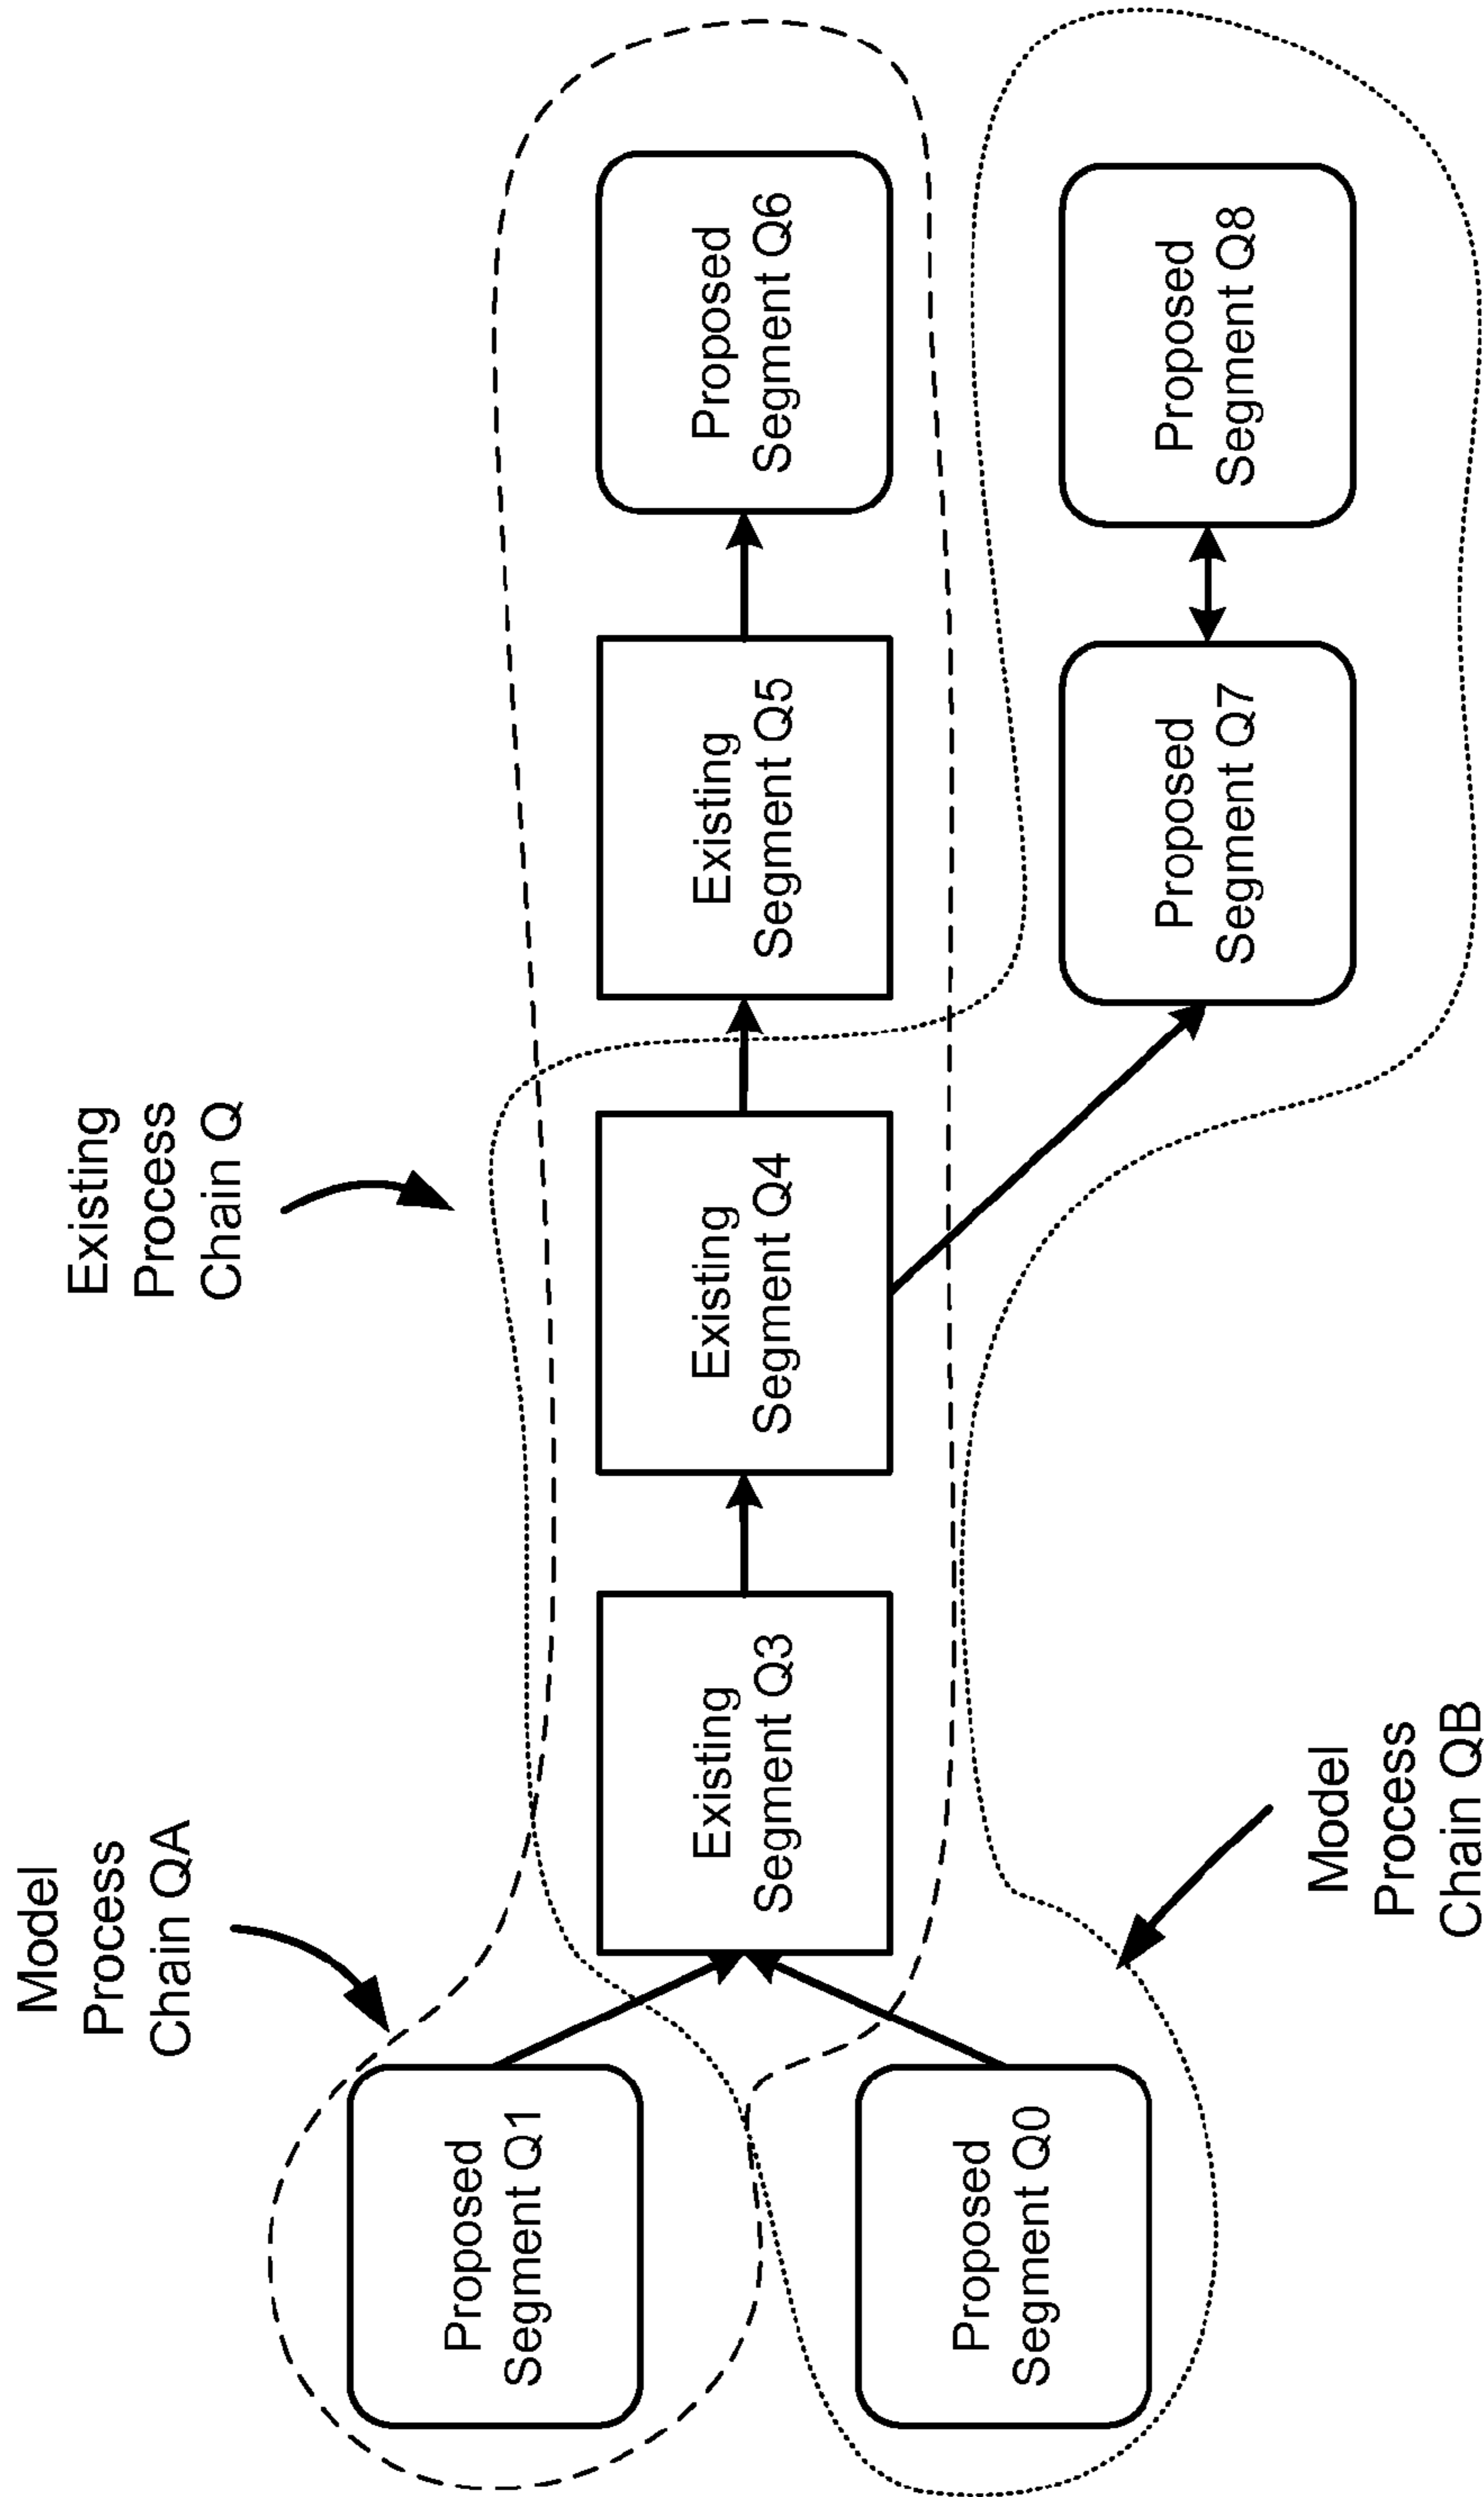 Model
Process
Chain QA
Existing
Process
Chain Q
Proposed
Segment Q1
Existing
Segment Q3
Existing
Segment Q4
Existing
Segment Q5
Proposed
Segment Q6
Proposed
Segment Q0
Proposed
Segment Q7
Proposed
Segment Q8
Model
Process
Chain QB